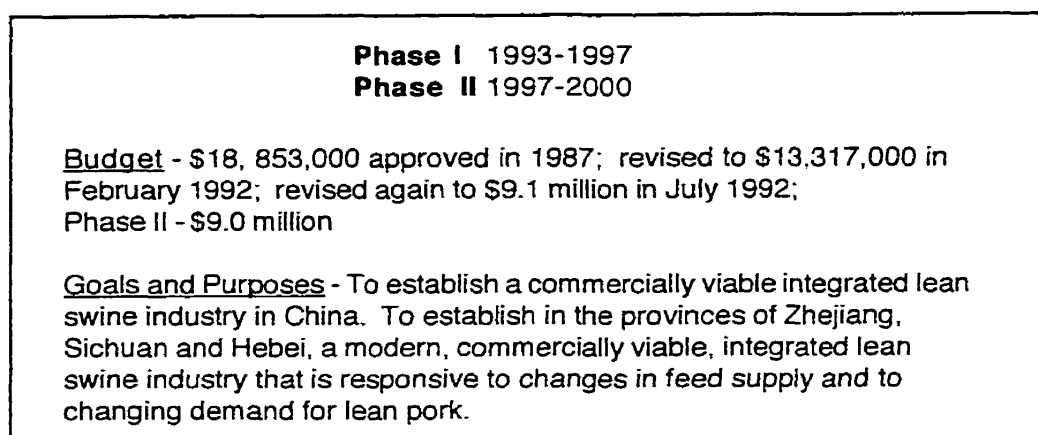 Phase I 1993-1997
Phase II 1997-2000
Budget - $18, 853,000 approved in 1987; revised to $13,317,000 in
February 1992; revised again to $9.1 million in July 1992;
Phase II - $9.0 million
Goals and Purposes - To establish a commercially viable integrated lean
swine industry in China. To establish in the provinces of Zhejiang,
Sichuan and Hebei, a modern, commercially viable, integrated lean
swine industry that is responsive to changes in feed supply and to
changing demand for lean pork.